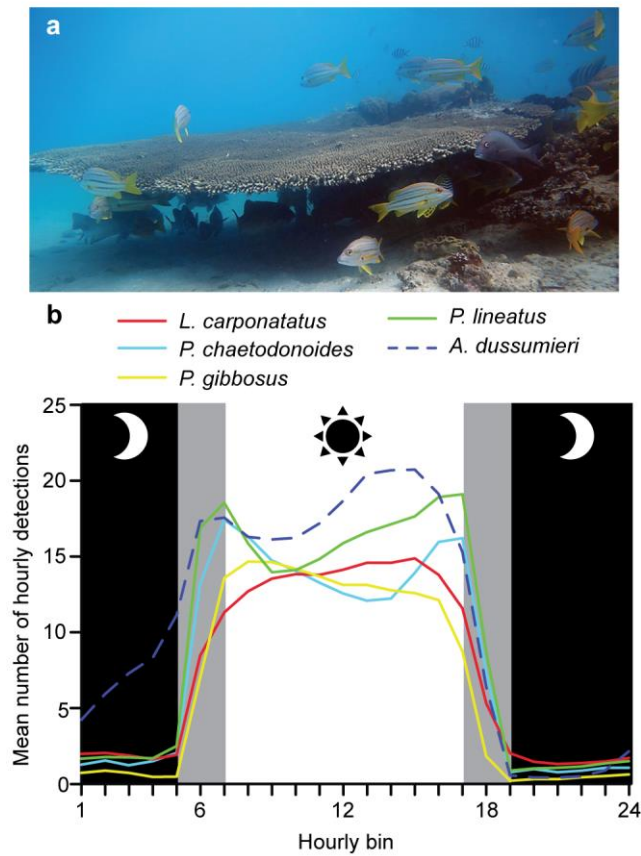 a
b
L. carponatatus
P. lineatus
P. chaetodonoides
A. dussumieri
P. gibbosus
25
20
15
10
5
0
Mean number of hourly detections
1
6
12
18
24
Hourly bin